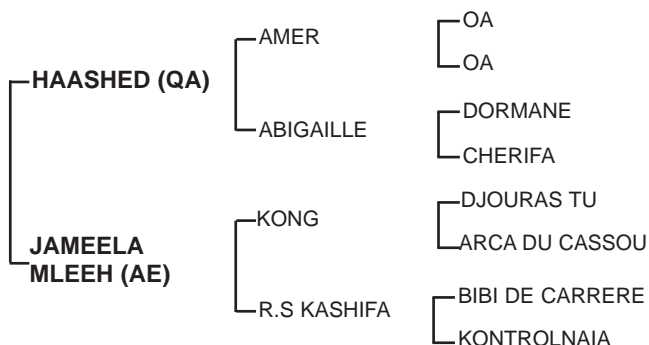 HAASHED (QA)
AMER
OA
OA
ABIGAILLE
DORMANE
CHERIFA
JAMEELA
MLEEH (AE)
KONG
DJOURAS TU
ARCA DU CASSOU
R.S KASHIFA
BIBI DE CARRERE
KONTROLNAIA